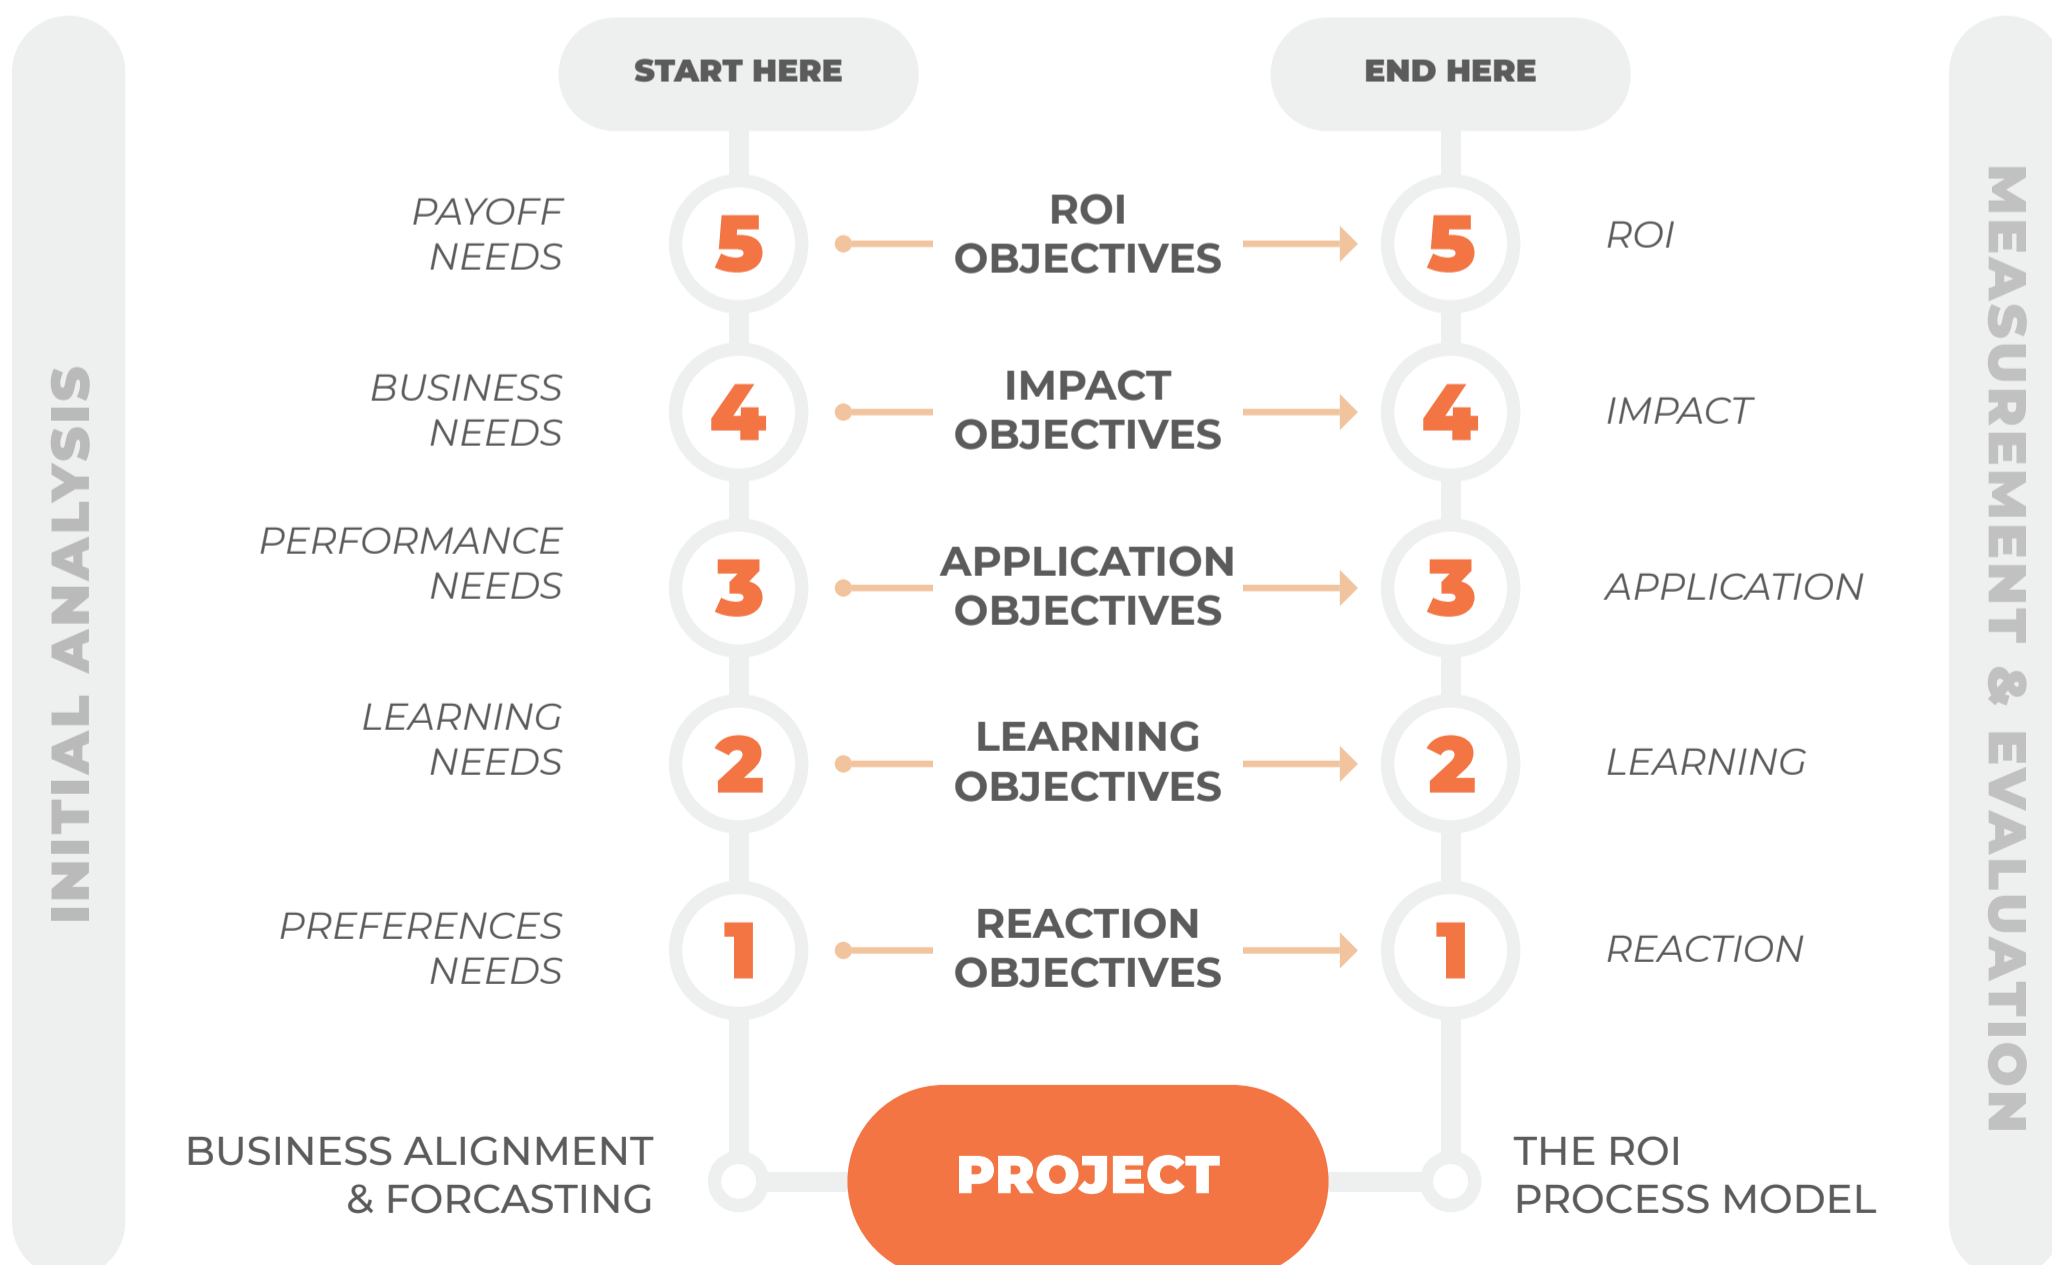 START HERE
END HERE
INITIAL ANALYSIS
MEASUREMENT & EVALUATION
PAYOFF
NEEDS
5
ROI
OBJECTIVES
5
ROI
BUSINESS
NEEDS
4
IMPACT
OBJECTIVES
4
IMPACT
PERFORMANCE
NEEDS
3
APPLICATION
OBJECTIVES
3
APPLICATION
LEARNING
NEEDS
2
LEARNING
OBJECTIVES
2
LEARNING
PREFERENCES
NEEDS
1
REACTION
OBJECTIVES
1
REACTION
BUSINESS ALIGNMENT
& FORCASTING
PROJECT
THE ROI
PROCESS MODEL